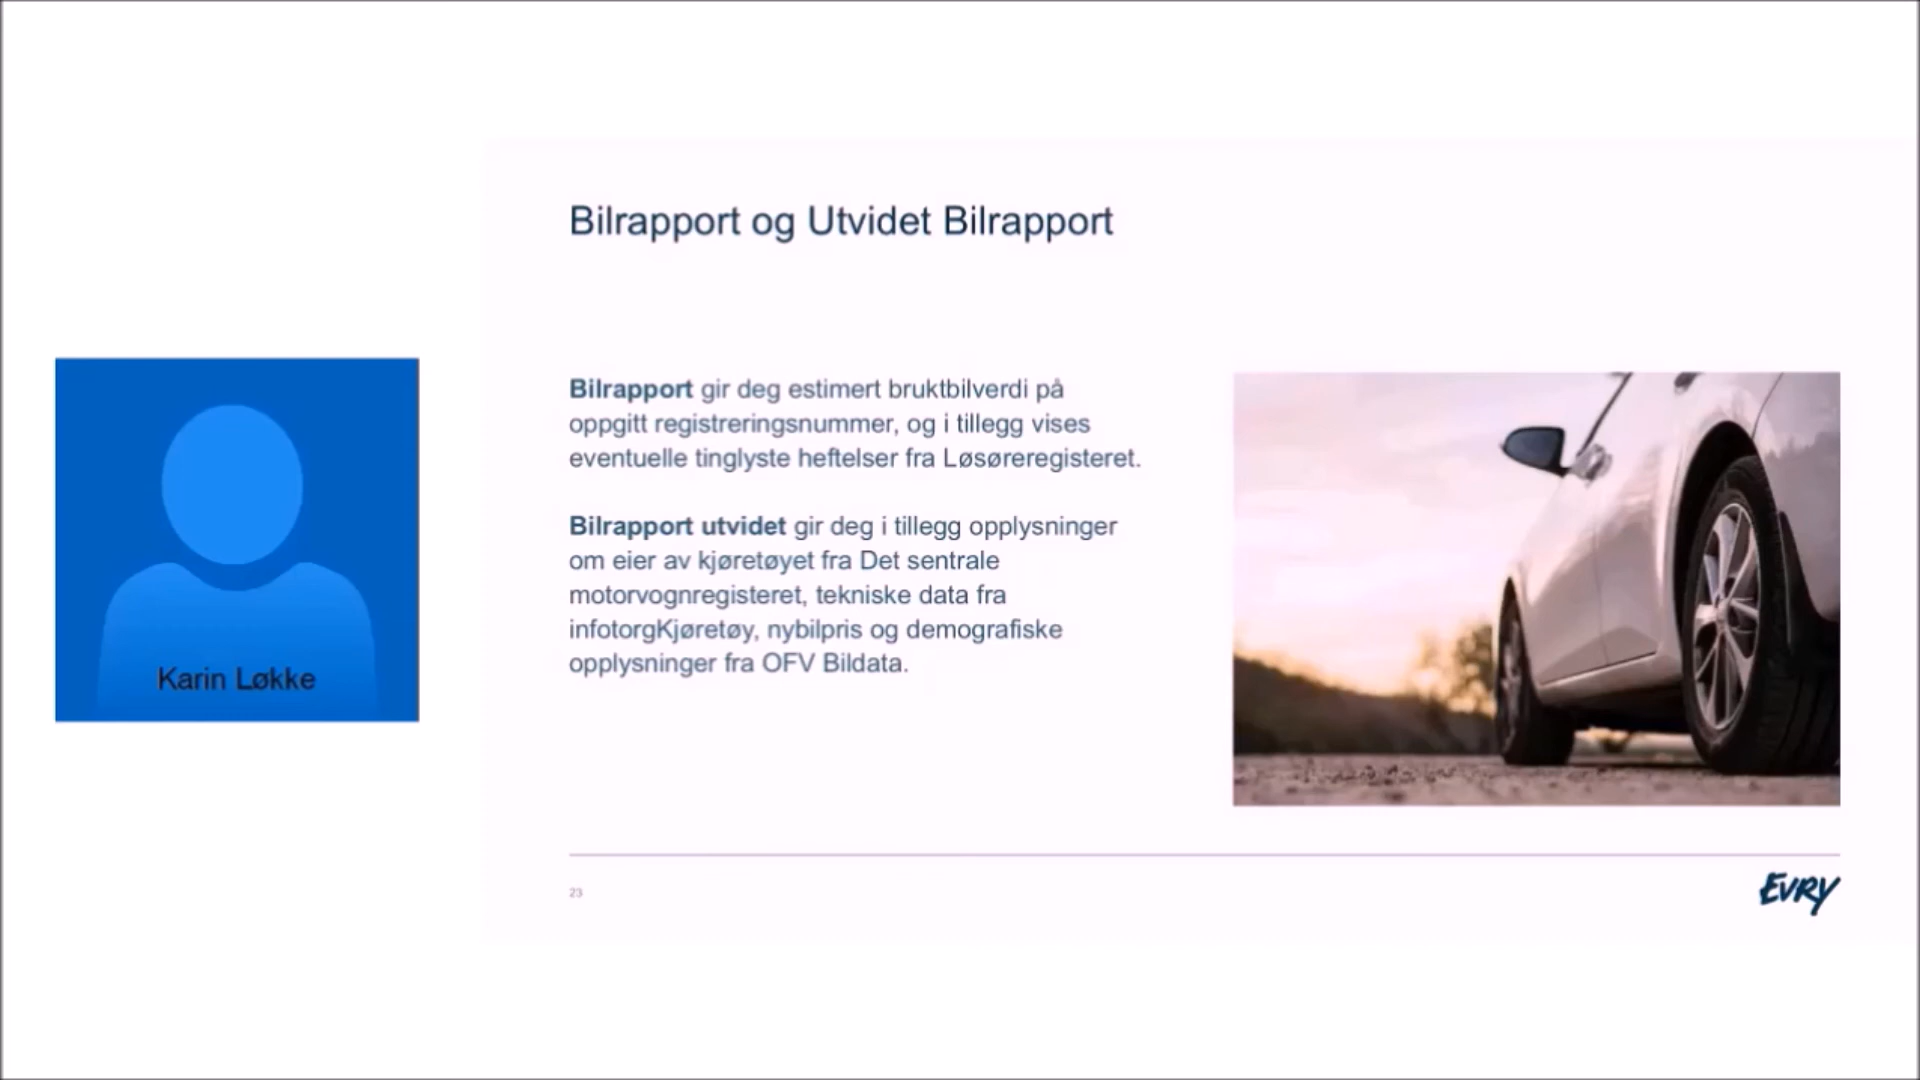 Bilrapport og Utvidet Bilrapport
Karin Løkke
Bilrapport gir deg estimert bruktbilverdi på
oppgitt registreringsnummer, og i tillegg vises
eventuelle tinglyste heftelser fra Løsøreregisteret.
Bilrapport utvidet gir deg i tillegg opplysninger
om eier av kjøretøyet fra Det sentrale
motorvognregisteret, tekniske data fra
infotorgKjøretøy, nybilpris og demografiske
opplysninger fra OFV Bildata.
23
EVRY